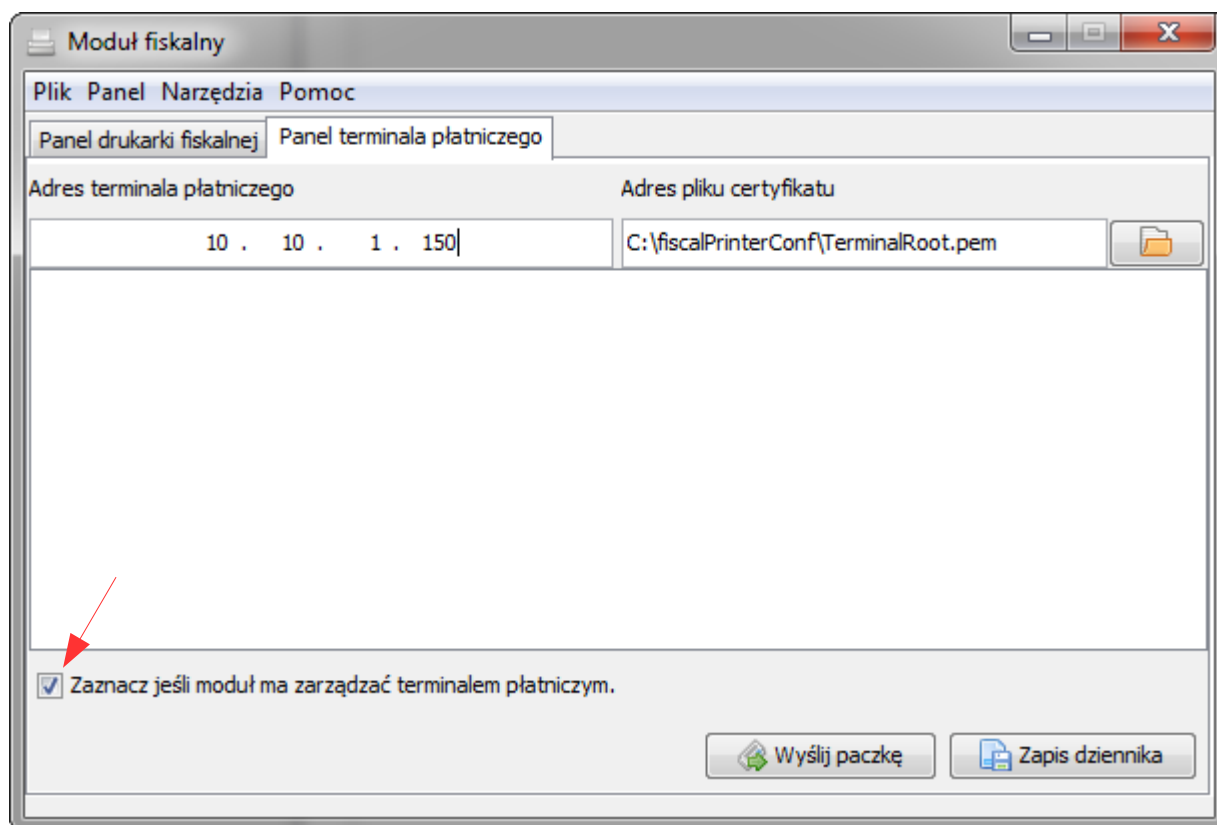 Moduł fiskalny
Plik Panel Narzędzia Pomoc
Panel drukarki fiskalnej Panel terminala płatniczego
Adres terminala płatniczego Adres pliku certyfikatu
10 . 10 . 1 . 150 C:\fiscalPrinterConf\TerminalRoot.pem
Zaznacz jeśli moduł ma zarządzać terminalem płatniczym.
Wyślij paczkę Zapis dziennika